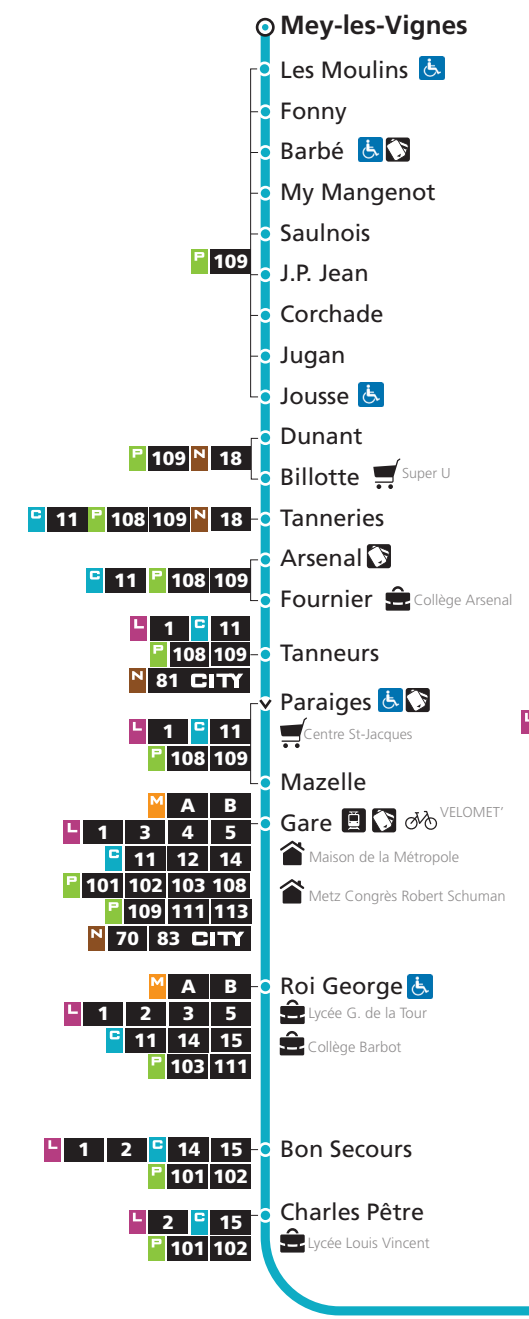 Mey-les-Vignes
Les Moulins
Fonny
Barbé
My Mangenot
Saulnois
P 109 J.P. Jean
Corchade
Jugan
Jousse
Dunant
P 109 N 18
Billotte Super U
C 11 P 108 109 N 18 Tanneries
Arsenal
C 11 P 108 109
Fournier Collège Arsenal
L 1 C 11
P 108 109 Tanneurs
N 81 CITY
Paraiges
L 1 C 11 Centre St-Jacques L
P 108 109
Mazelle
M A B
L 1 3 4 5 Gare VELOMET'
C 11 12 14 Maison de la Métropole
P 101 102 103 108 Metz Congrès Robert Schuman
P 109 111 113
N 70 83 CITY
M A B Roi George
L 1 2 3 5 Lycée G. de la Tour
C 11 14 15 Collège Barbot
P 103 111
L 1 2 C 14 15 Bon Secours
P 101 102
L 2 C 15 Charles Pêtre
P 101 102 Lycée Louis Vincent